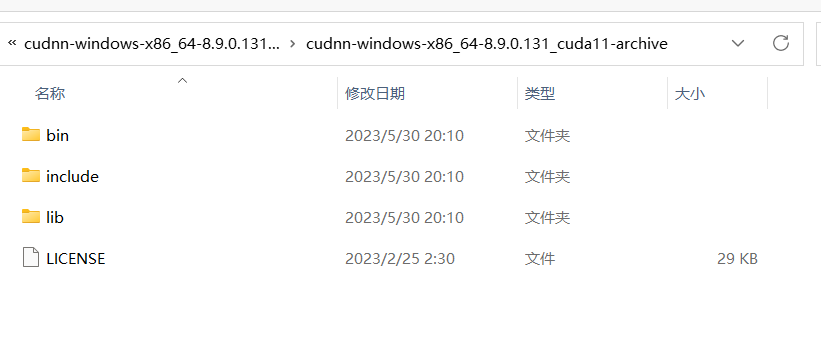 « cudnn-windows-x86_64-8.9.0.131... > cudnn-windows-x86_64-8.9.0.131_cuda11-archive
名称 修改日期 类型 大小
bin 2023/5/30 20:10 文件夹
include 2023/5/30 20:10 文件夹
lib 2023/5/30 20:10 文件夹
LICENSE 2023/2/25 2:30 文件 29 KB